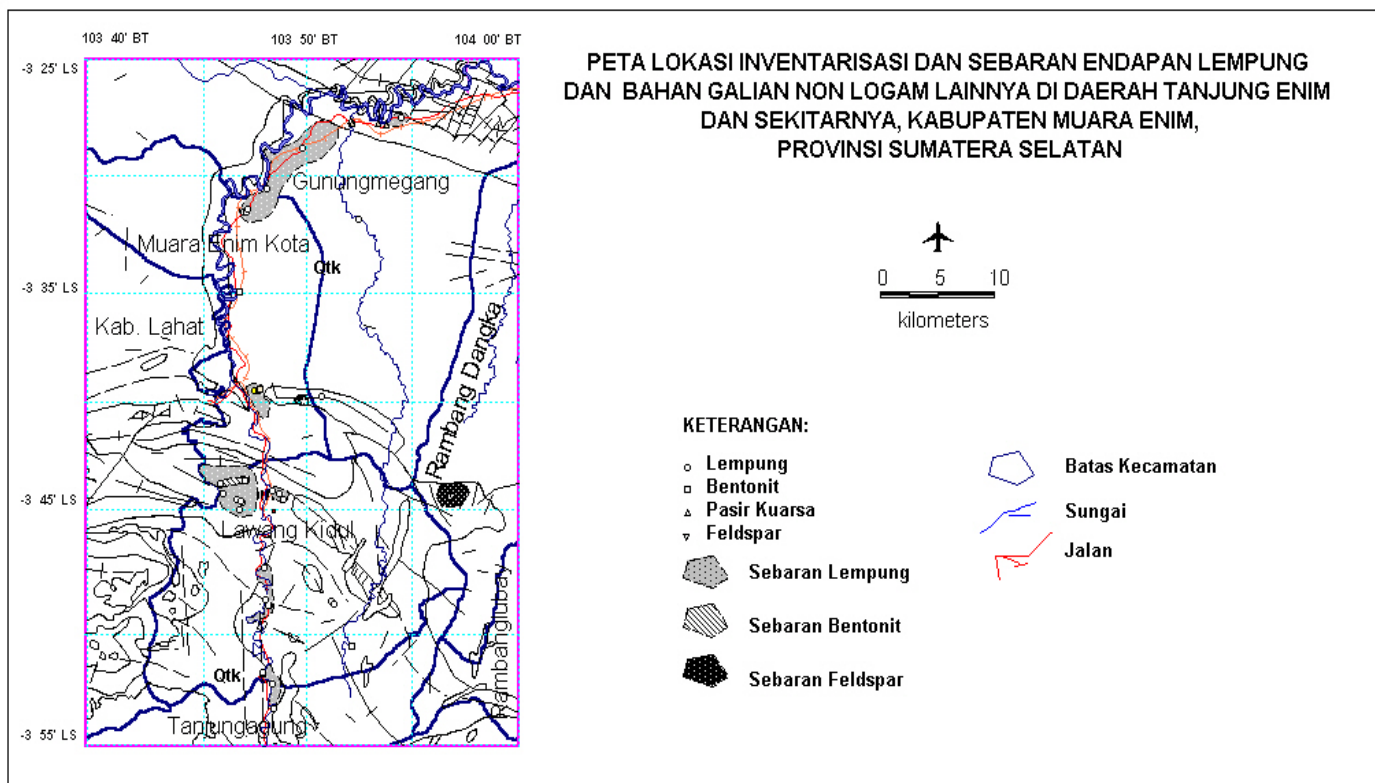 103 40' BT
103 50' BT
104 00' BT
-3 25' LS
-3 35' LS
-3 45' LS
-3 55' LS
Gunungmegang
Muara Enim Kota
Qtk
Kab. Lahat
Rambang Dangka
Lawang Kidul
Rambanglubay
Qtk
Tanjungagung
PETA LOKASI INVENTARISASI DAN SEBARAN ENDAPAN LEMPUNG
DAN BAHAN GALIAN NON LOGAM LAINNYA DI DAERAH TANJUNG ENIM
DAN SEKITARNYA, KABUPATEN MUARA ENIM,
PROVINSI SUMATERA SELATAN
0 10
kilometers
KETERANGAN:
Lempung
Bentonit
Pasir Kuarsa
Feldspar
Sebaran Lempung
Sebaran Bentonit
Sebaran Feldspar
Batas Kecamatan
Sungai
Jalan